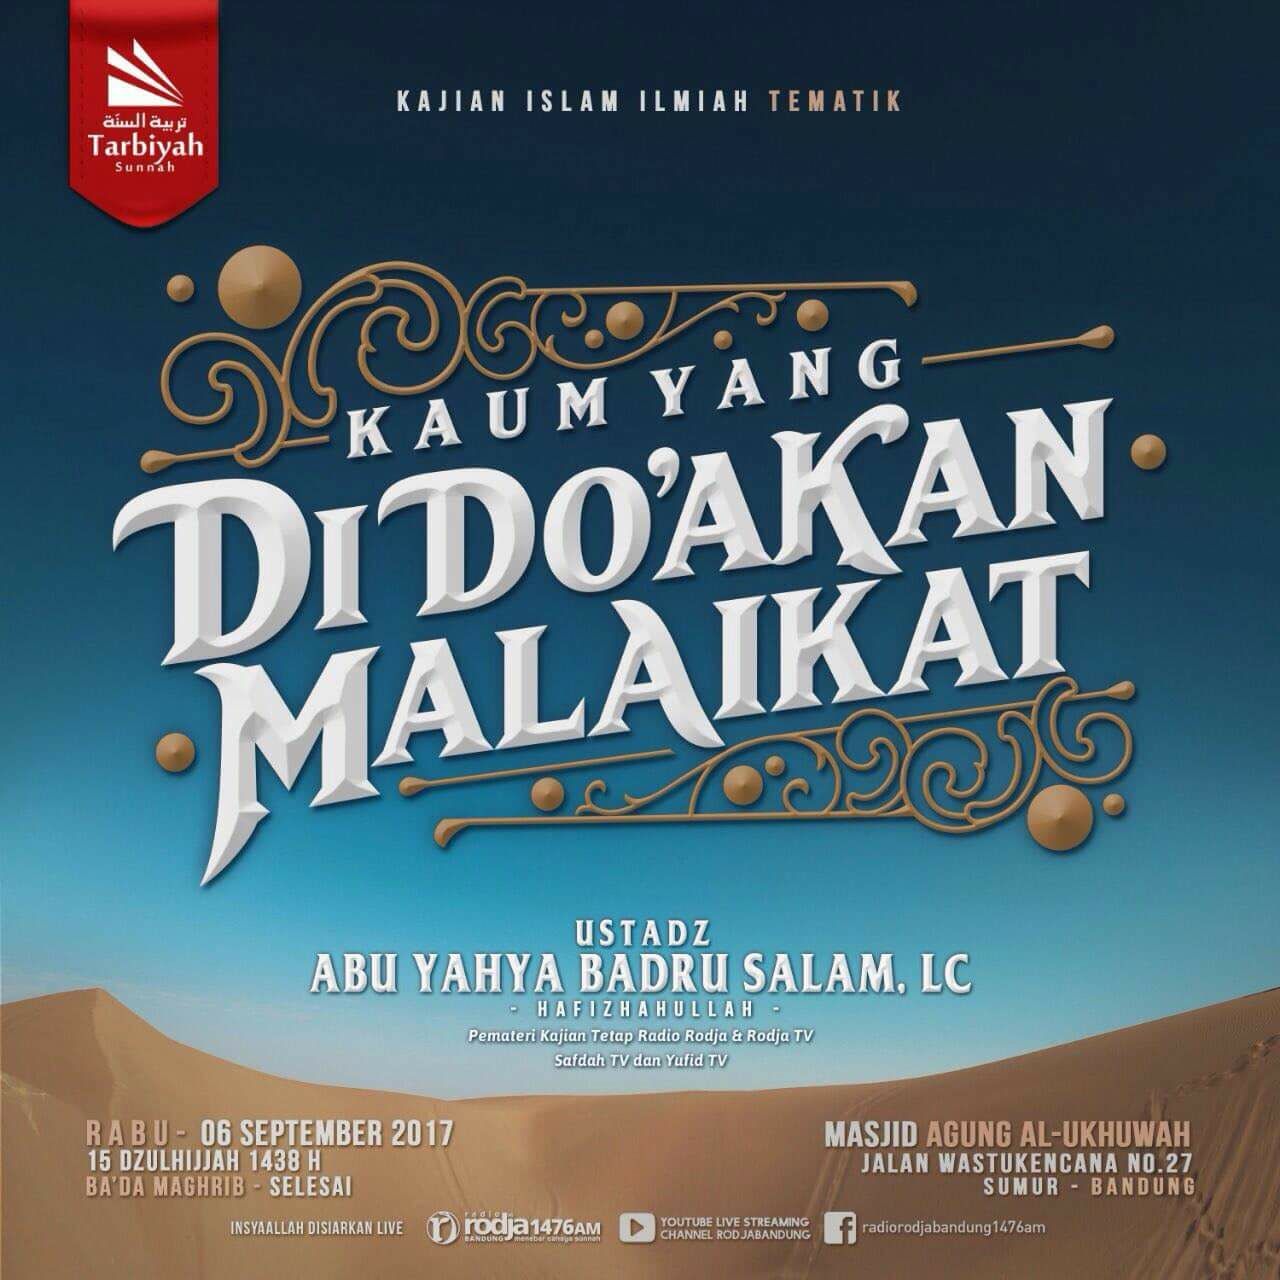 تربية السنة
Tarbiyah
Sunnah
KAJIAN ISLAM ILMIAH TEMATIK
KAUM YANG
DI DO'AKAN
MALAIKAT
USTADZ
ABU YAHYA BADRU SALAM, LC
- HAFIZHAHULLAH -
Pemateri Kajian Tetap Radio Rodja & Rodja TV
Safdah TV dan Yufid TV
RABU - 06 SEPTEMBER 2017
15 DZULHIJJAH 1438 H
BA'DA MAGHRIB - SELESAI
MASJID AGUNG AL-UKHUWAH
JALAN WASTUKENCANA NO.27
SUMUR - BANDUNG
INSYAALLAH DISIARKAN LIVE
radio
rodja 1476AM
BANDUNG menebar cahaya sunnah
YOUTUBE LIVE STREAMING
CHANNEL RODJABANDUNG
radiorodjabandung1476am